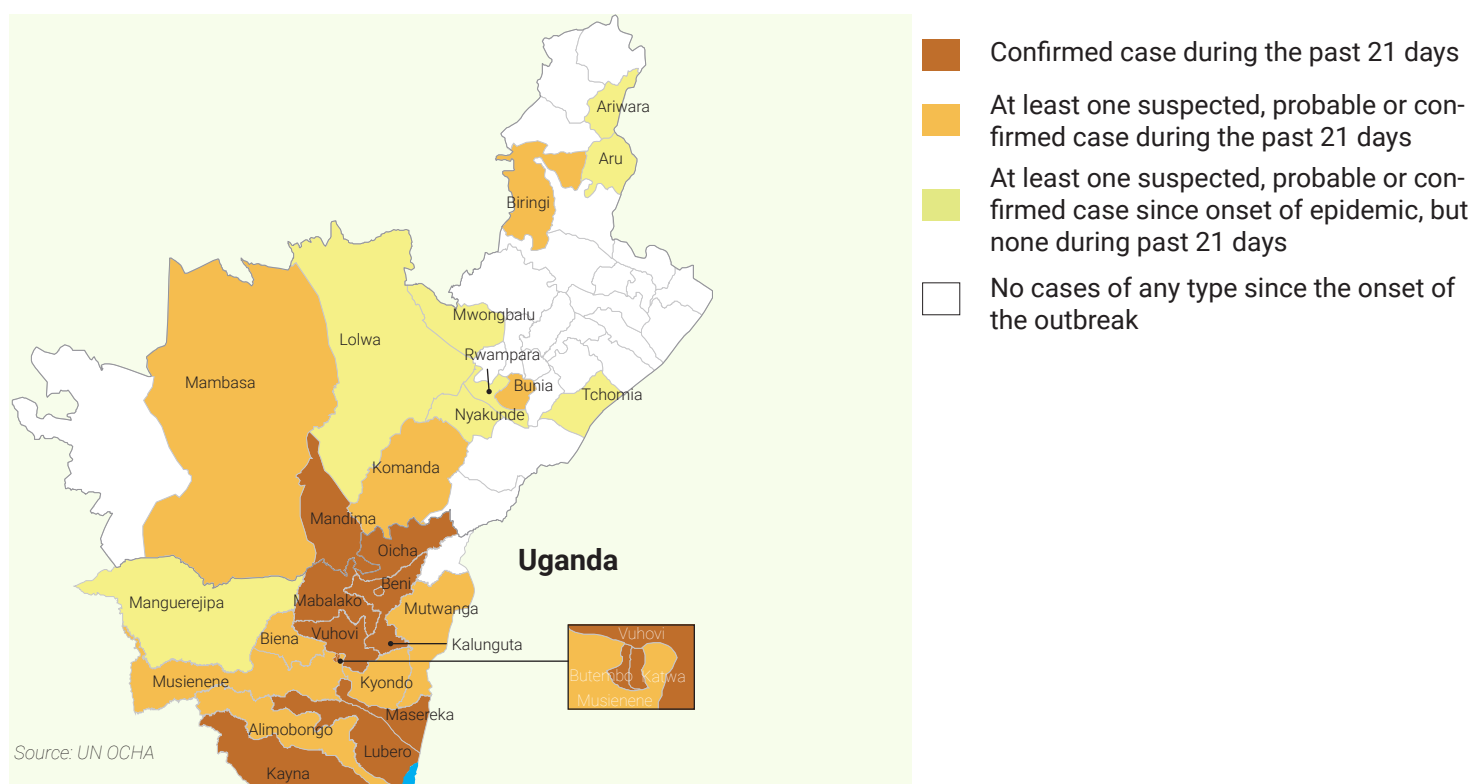 Confirmed case during the past 21 days
At least one suspected, probable or con-
firmed case during the past 21 days
At least one suspected, probable or con-
firmed case since onset of epidemic, but
none during past 21 days
No cases of any type since the onset of
the outbreak
Ariwara
Aru
Biringi
Mwongbalu
Lolwa
Rwampara
Mambasa
Bunia
Tchomia
Nyakunde
Komanda
Mandima
Oicha
Uganda
Beni
Manguerejipa
Mabalako
Mutwanga
Vuhovi
Biena
Kalunguta
Vuhovi
Butembo
Katwa
Musienene
Musienene
Kyondo
Masereka
Alimobongo
Lubero
Source: UN OCHA
Kayna